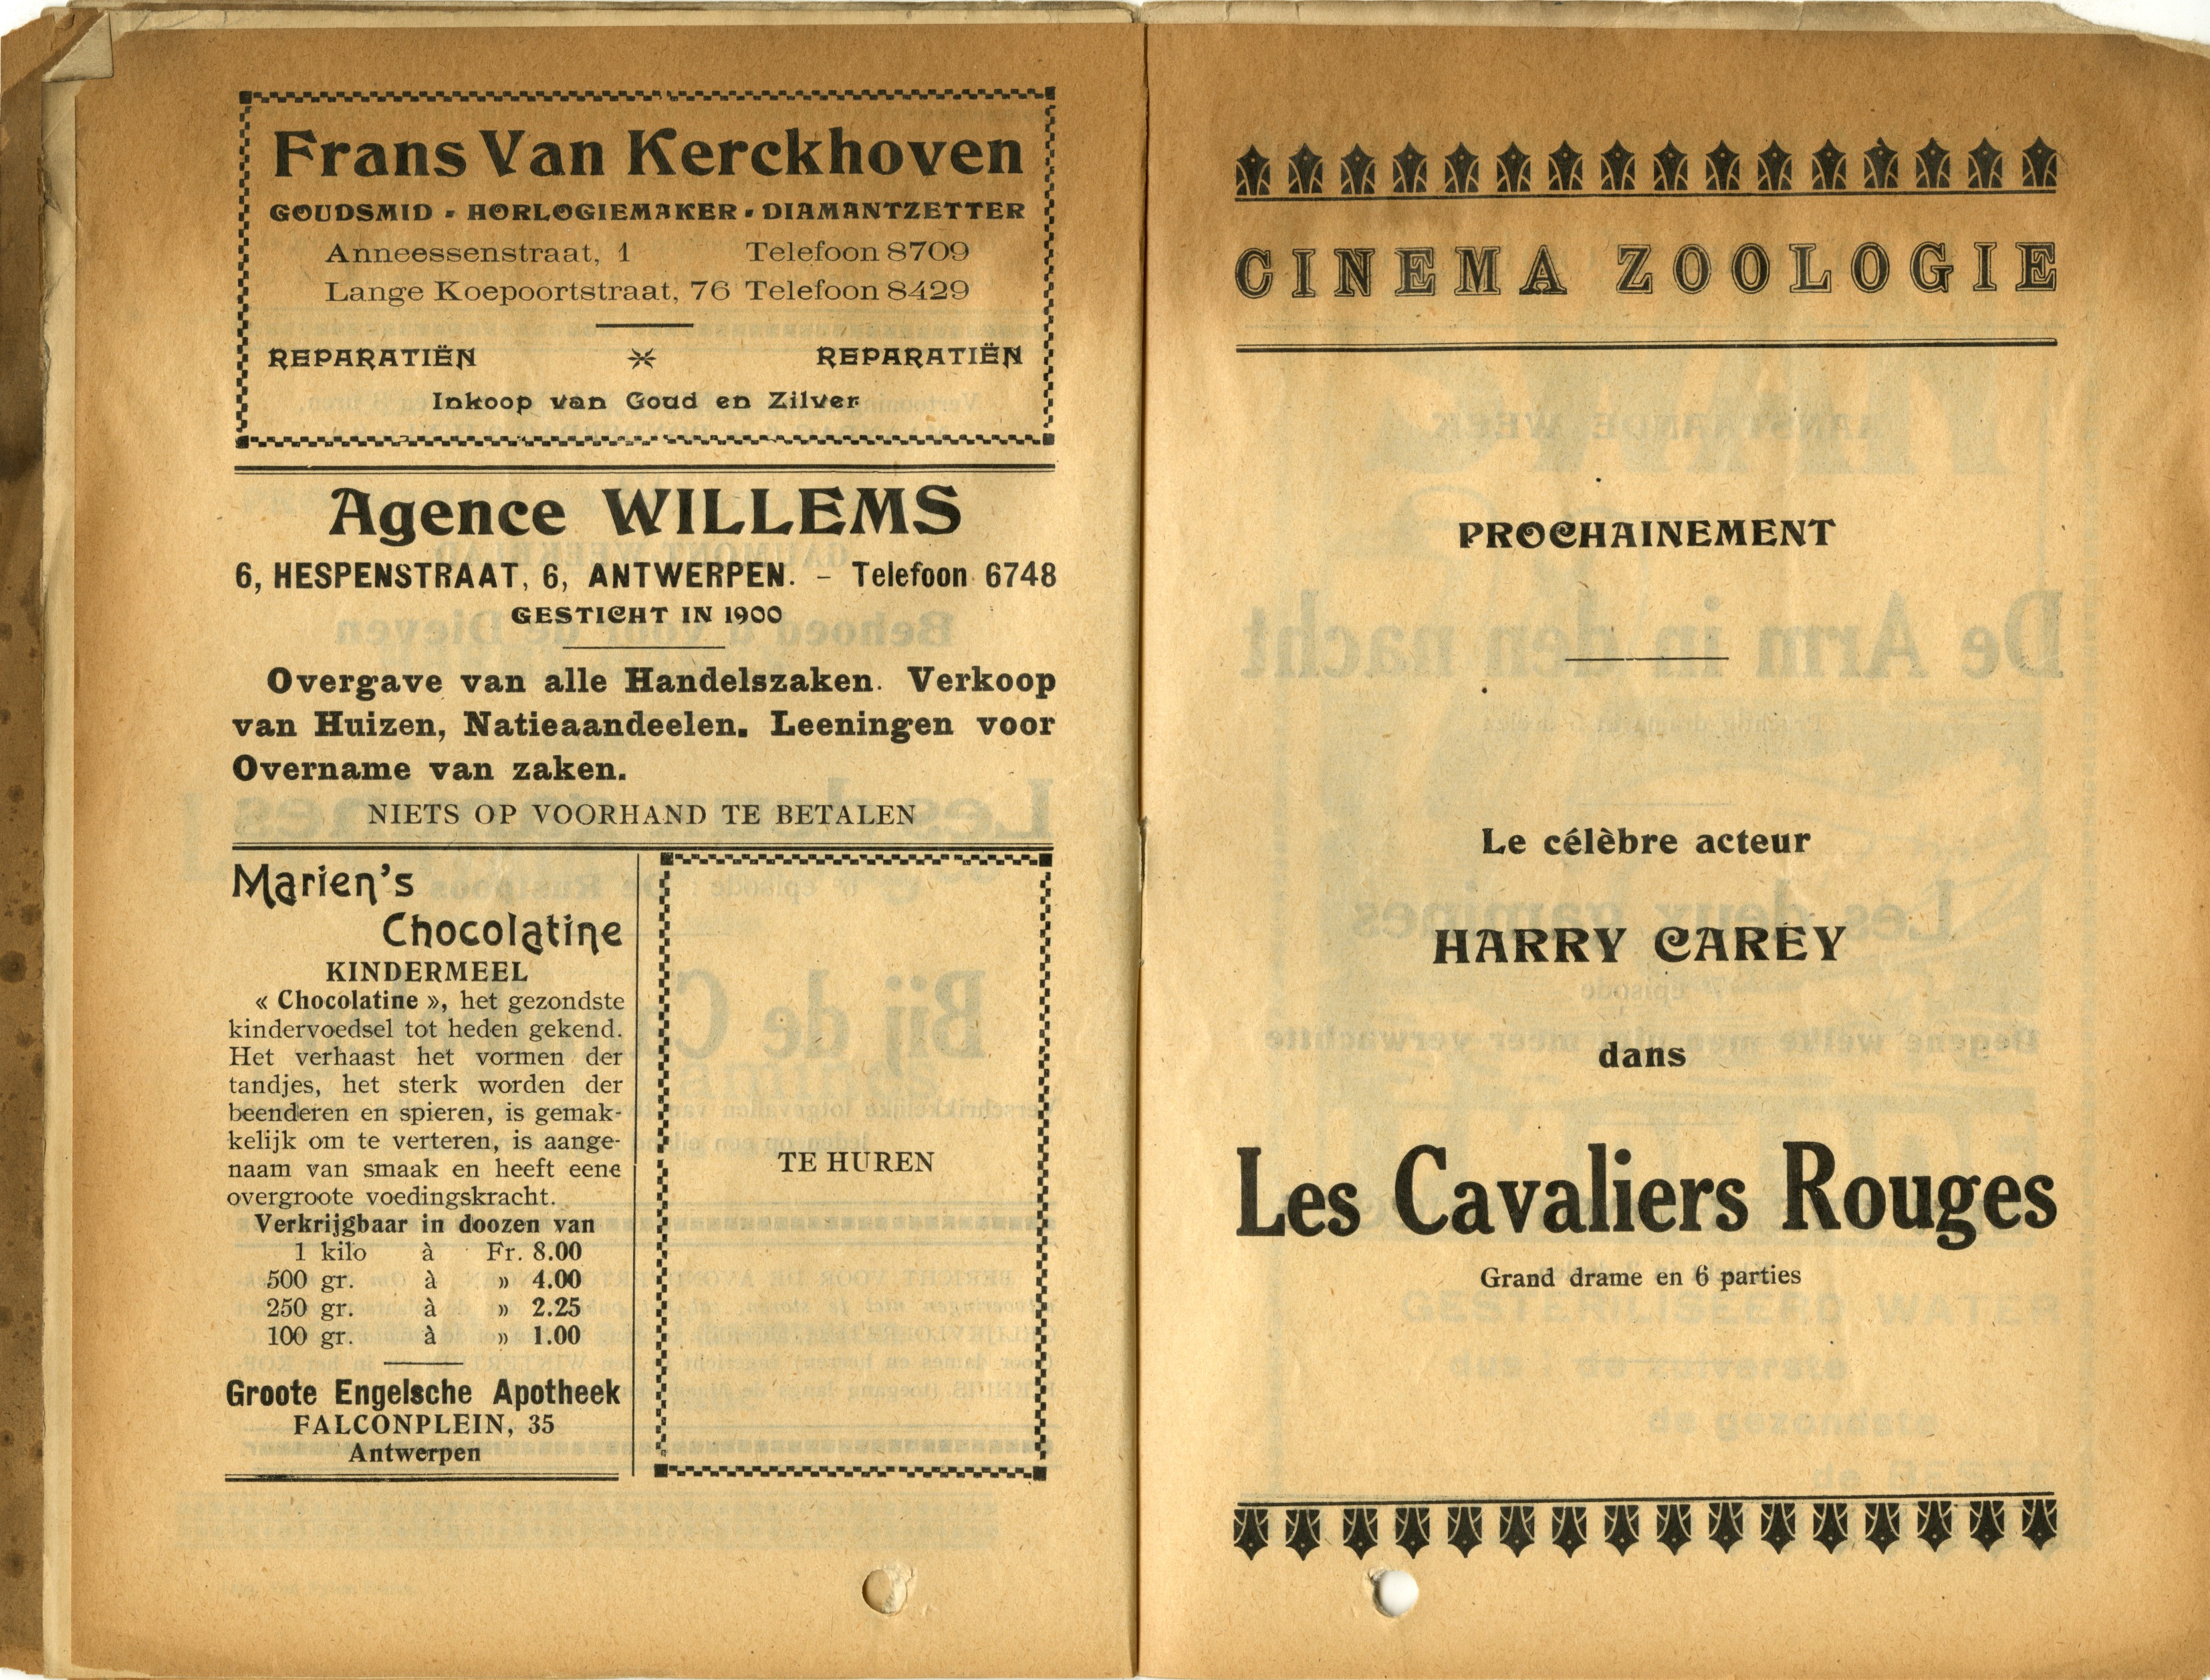 Frans Van Kerckhoven
GOUDSMID - HORLOGIEMAKER - DIAMANTZETTER
Anneessenstraat, 1 Telefoon 8709
Lange Koepoortstraat, 76 Telefoon 8429
REPARATIËN REPARATIËN
Inkoop van Goud en Zilver
Agence WILLEMS
6, HESPENSTRAAT, 6, ANTWERPEN. – Telefoon 6748
GESTICHT IN 1900
Overgave van alle Handelszaken. Verkoop
van Huizen, Natieaandeelen. Leeningen voor
Overname van zaken.
NIETS OP VOORHAND TE BETALEN
Marien's
Chocolatine
KINDERMEEL
« Chocolatine », het gezondste
kindervoedsel tot heden gekend.
Het verhaast het vormen der
tandjes, het sterk worden der
beenderen en spieren, is gemak-
kelijk om te verteren, is aange-
naam van smaak en heeft eene
overgroote voedingskracht.
Verkrijgbaar in doozen van
1 kilo à Fr. 8.00
500 gr. à » 4.00
250 gr. à » 2.25
100 gr. à » 1.00
Groote Engelsche Apotheek
FALCONPLEIN, 35
Antwerpen
TE HUREN
CINEMA ZOOLOGIE
PROCHAINEMENT
Le célèbre acteur
HARRY CAREY
dans
Les Cavaliers Rouges
Grand drame en 6 parties